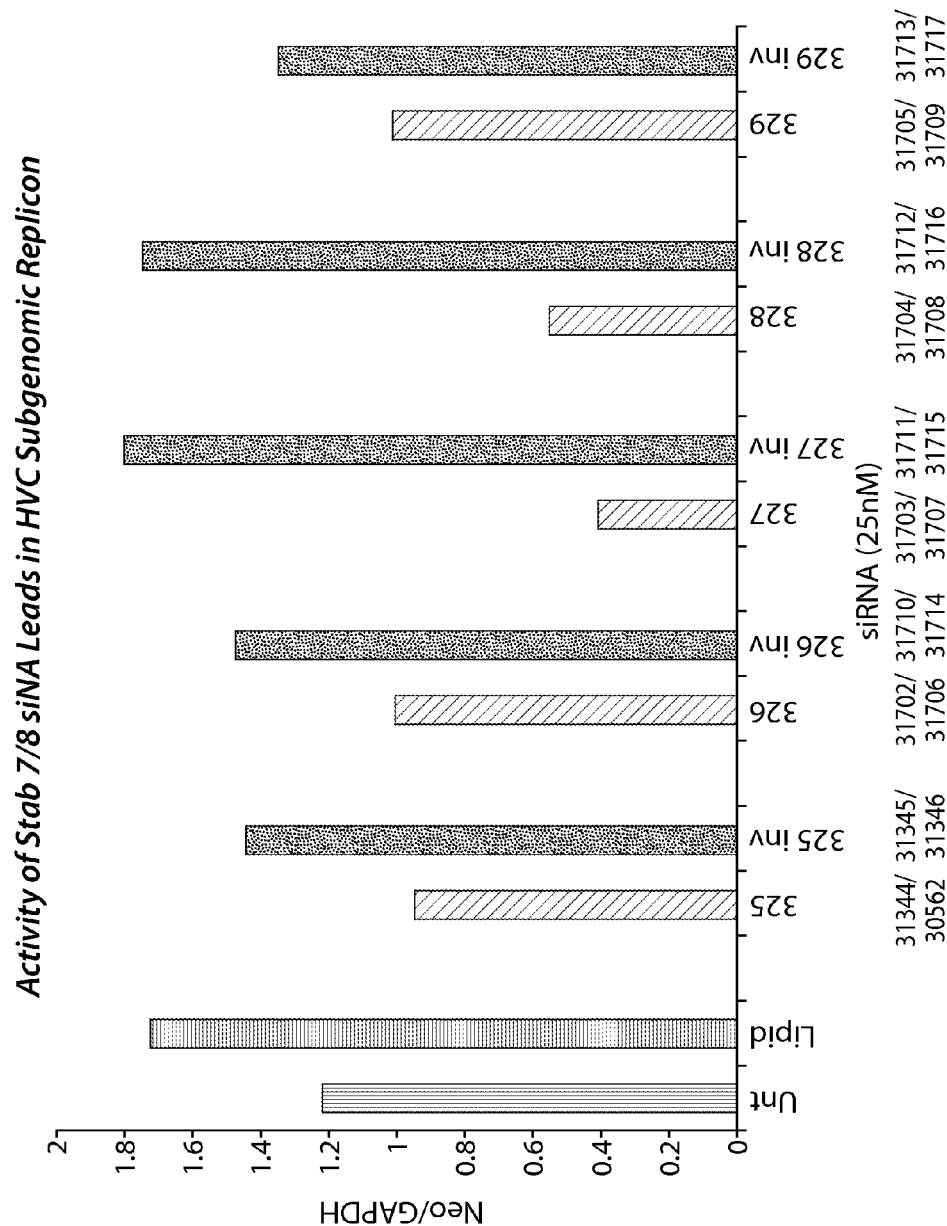 Activity of Stab 7/8 siNA Leads in HVC Subgenomic Replicon
Neo/GAPDH
2
1.8
1.6
1.4
1.2
1
0.8
0.6
0.4
0.2
0
Unt
Lipid
325
325 inv
326
326 inv
327
327 inv
328
328 inv
329
329 inv
siRNA (25nM)
31344/ 31345/ 31702/ 31710/ 31703/ 31711/ 31704/ 31712/ 31705/ 31713/
30562 31346 31706 31714 31707 31715 31708 31716 31709 31717